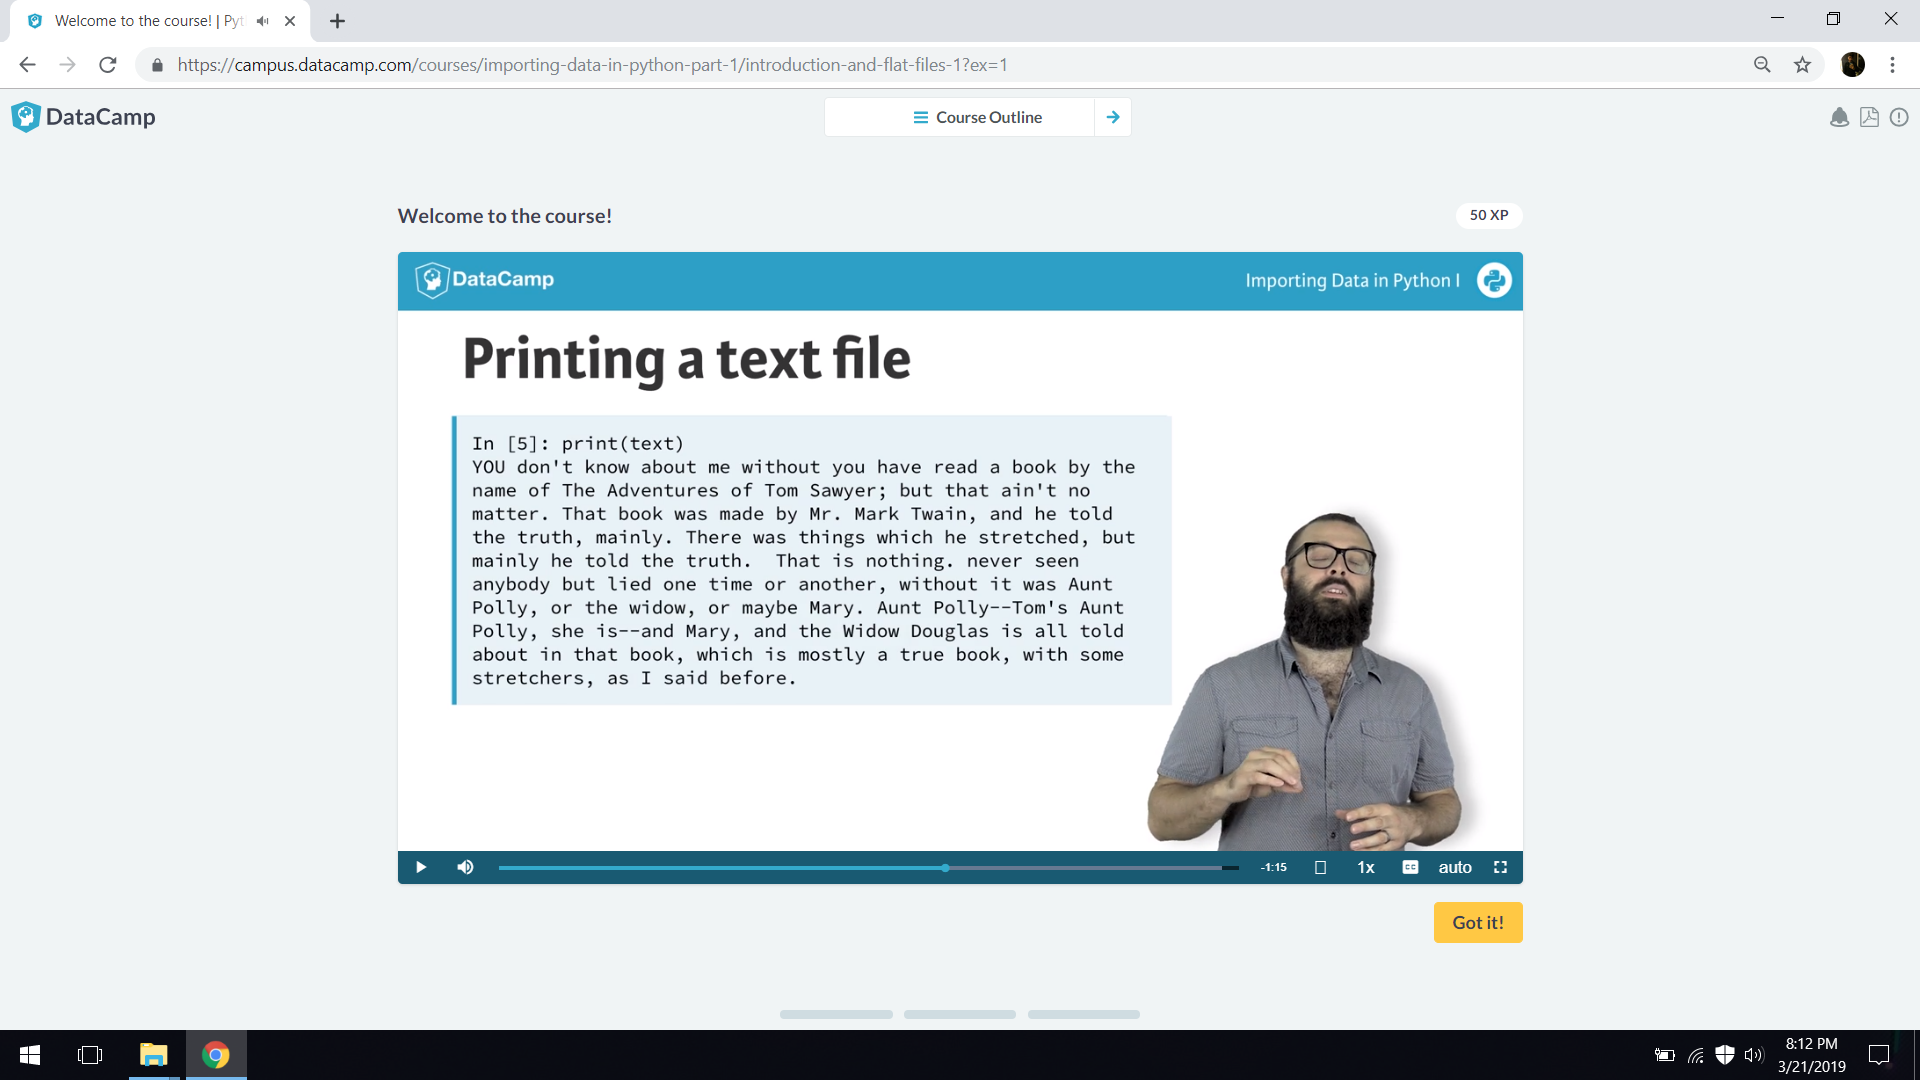 Welcome to the course! | Pyt
https://campus.datacamp.com/courses/importing-data-in-python-part-1/introduction-and-flat-files-1?ex=1
DataCamp
Course Outline
Welcome to the course!
50 XP
DataCamp
Importing Data in Python I
Printing a text file
In [5]: print(text)
YOU don't know about me without you have read a book by the
name of The Adventures of Tom Sawyer; but that ain't no
matter. That book was made by Mr. Mark Twain, and he told
the truth, mainly. There was things which he stretched, but
mainly he told the truth.  That is nothing. never seen
anybody but lied one time or another, without it was Aunt
Polly, or the widow, or maybe Mary. Aunt Polly--Tom's Aunt
Polly, she is--and Mary, and the Widow Douglas is all told
about in that book, which is mostly a true book, with some
stretchers, as I said before.
-1:15
1x
CC
auto
Got it!
8:12 PM
3/21/2019